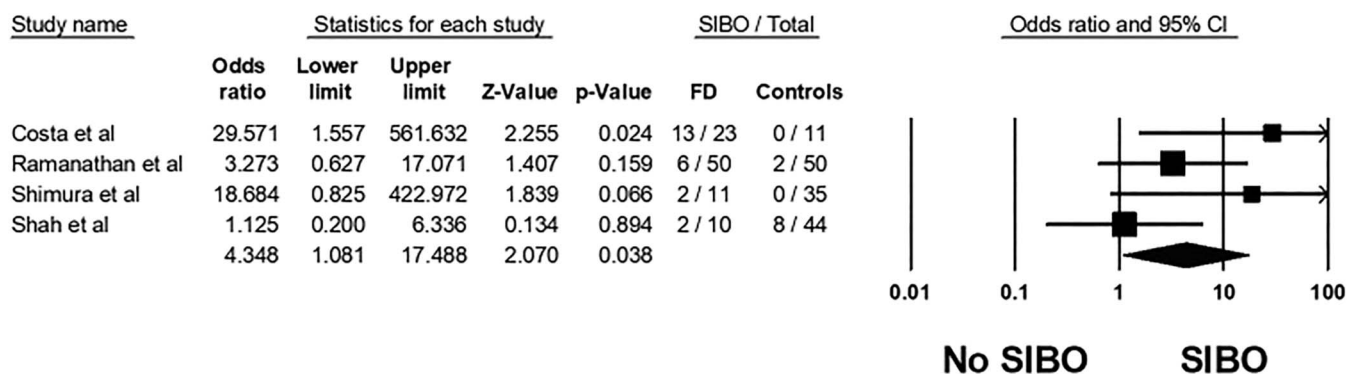 Study name Statistics for each study SIBO / Total Odds ratio and 95% CI
Odds Lower Upper
ratio limit limit Z-Value p-Value FD Controls
Costa et al 29.571 1.557 561.632 2.255 0.024 13 / 23 0 / 11
Ramanathan et al 3.273 0.627 17.071 1.407 0.159 6 / 50 2 / 50
Shimura et al 18.684 0.825 422.972 1.839 0.066 2 / 11 0 / 35
Shah et al 1.125 0.200 6.336 0.134 0.894 2 / 10 8 / 44
4.348 1.081 17.488 2.070 0.038
0.01 0.1 1 10 100
No SIBO SIBO